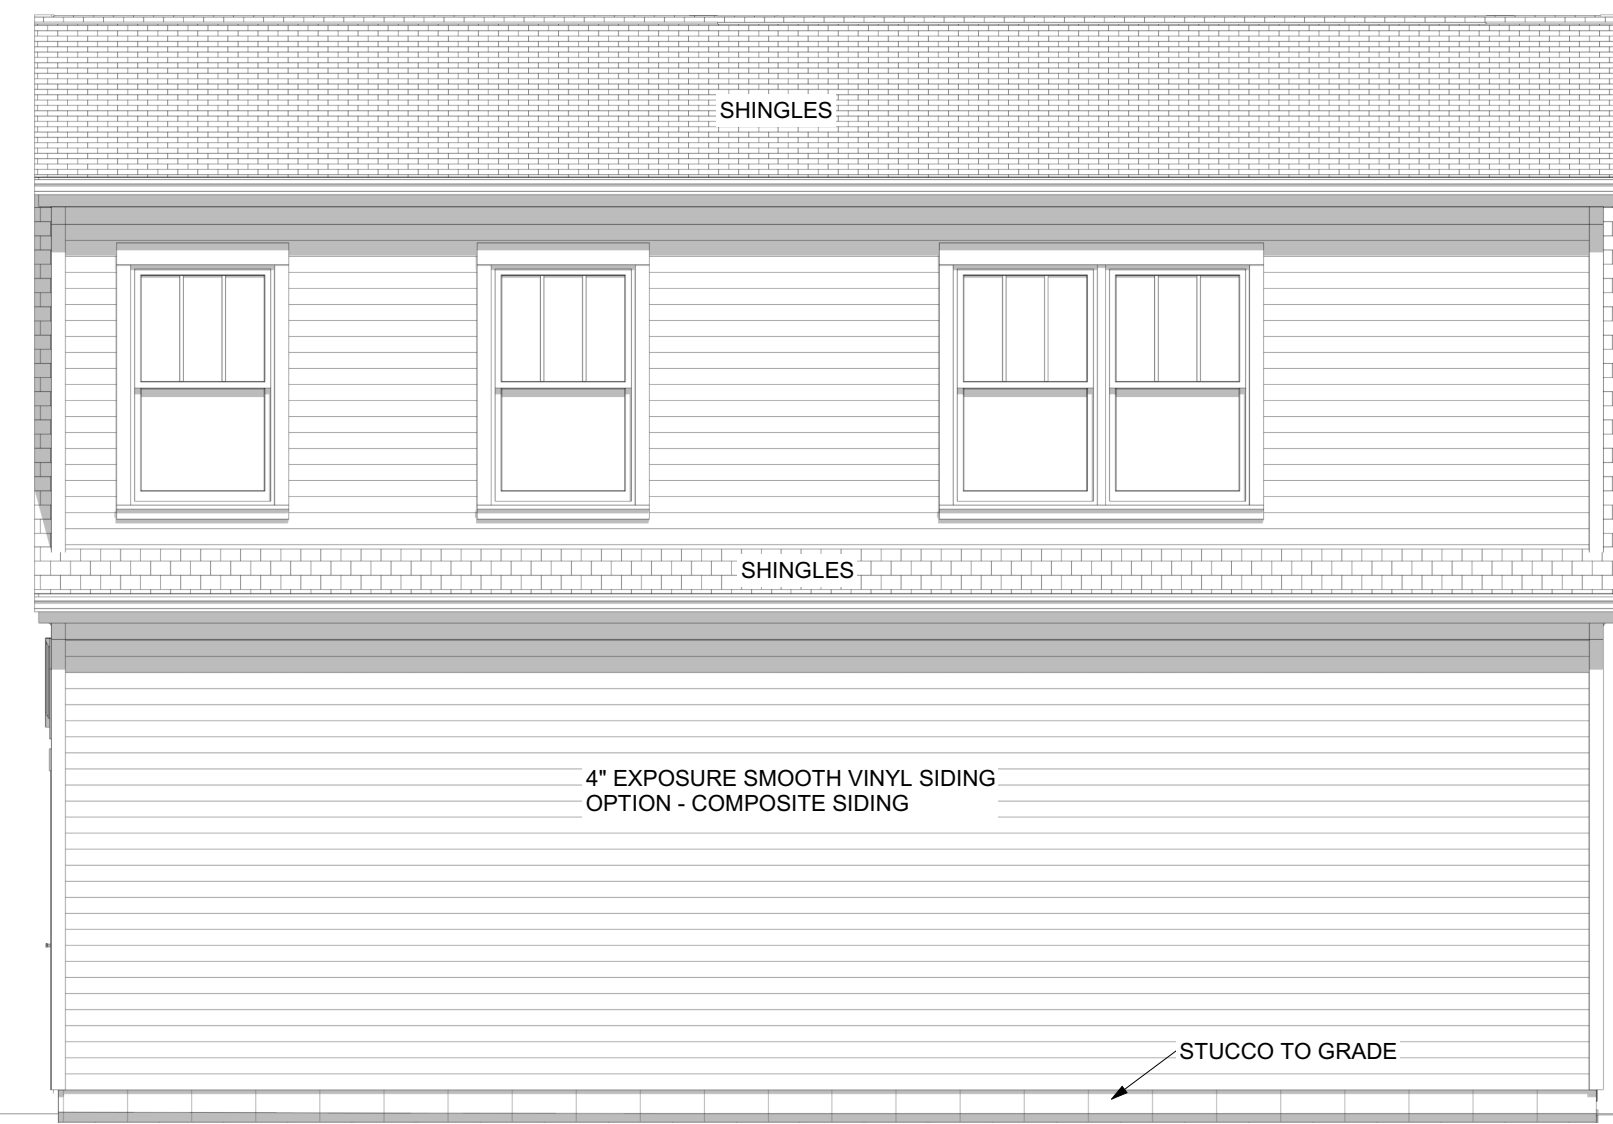 SHINGLES
SHINGLES
4" EXPOSURE SMOOTH VINYL SIDING
OPTION - COMPOSITE SIDING
STUCCO TO GRADE